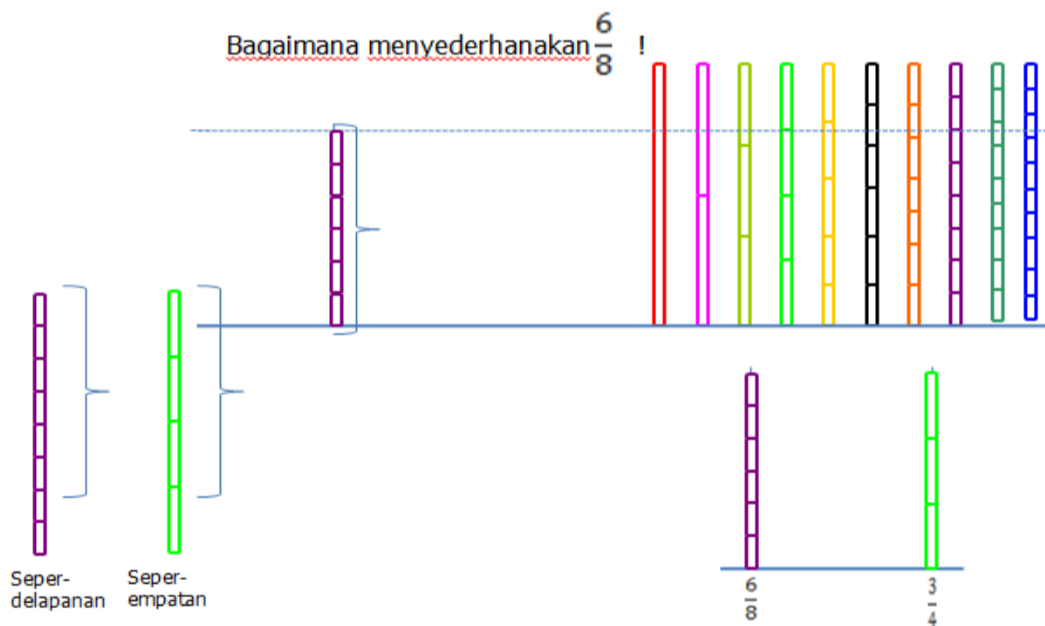 Bagaimana menyederhanakan 6/8 !
Seper-
delapanan
Seper-
empatan
6/8
3/4